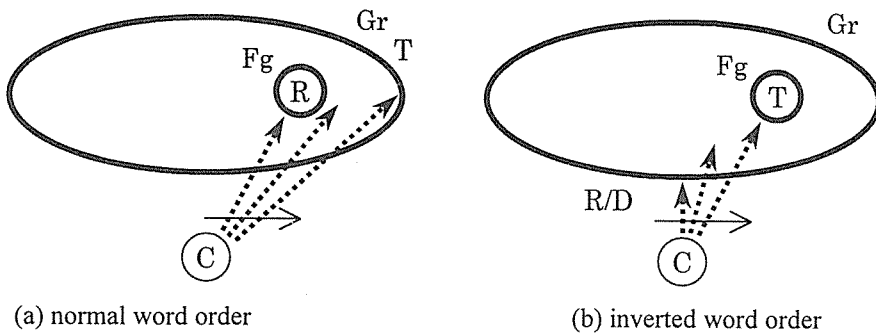 Gr
T
Fg
R
C
(a) normal word order
Gr
Fg
T
R/D
C
(b) inverted word order